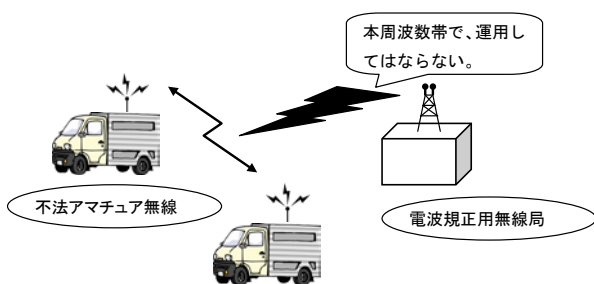 本周波数帯で、運用し
てはならない。
不法アマチュア無線
電波規正用無線局